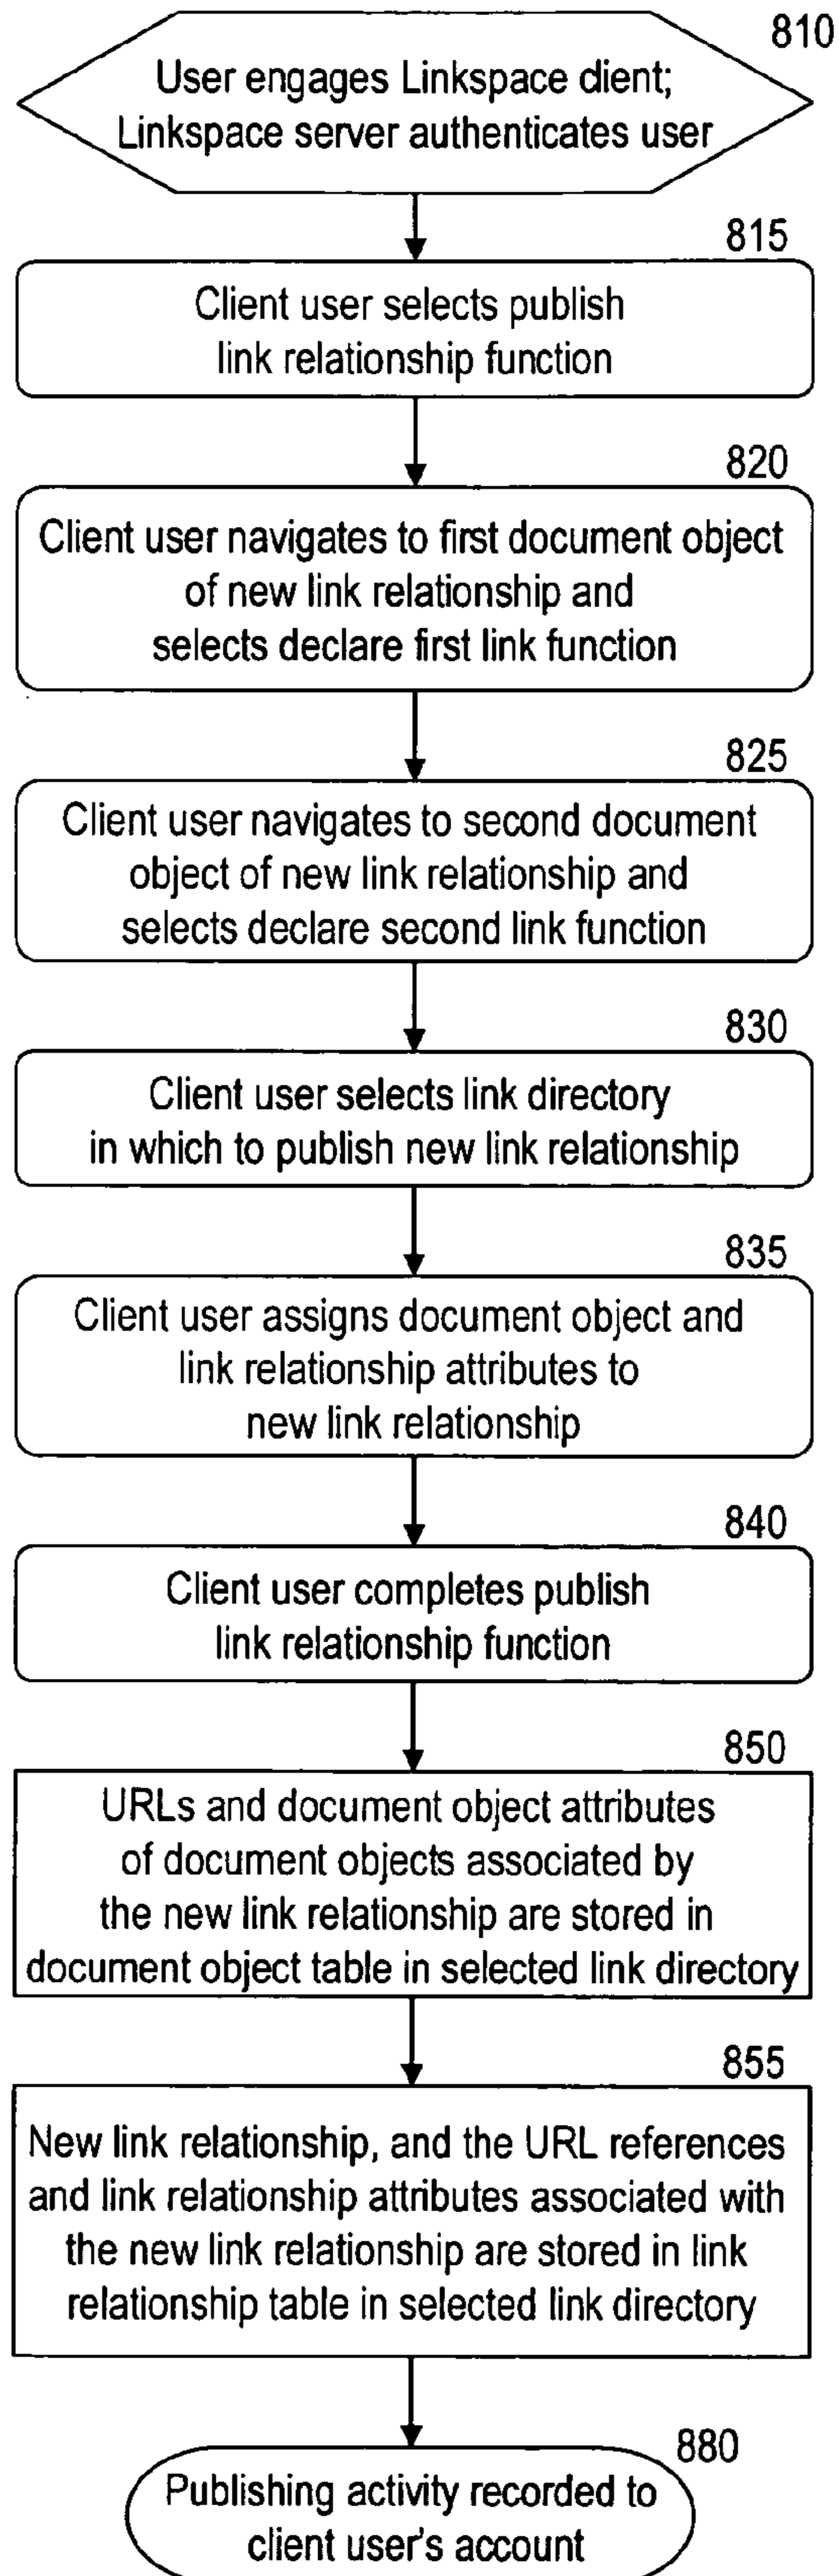 810
User engages Linkspace client;
Linkspace server authenticates user
815
Client user selects publish
link relationship function
820
Client user navigates to first document object
of new link relationship and
selects declare first link function
825
Client user navigates to second document
object of new link relationship and
selects declare second link function
830
Client user selects link directory
in which to publish new link relationship
835
Client user assigns document object and
link relationship attributes to
new link relationship
840
Client user completes publish
link relationship function
850
URLs and document object attributes
of document objects associated by
the new link relationship are stored in
document object table in selected link directory
855
New link relationship, and the URL references
and link relationship attributes associated with
the new link relationship are stored in link
relationship table in selected link directory
880
Publishing activity recorded to
client user's account